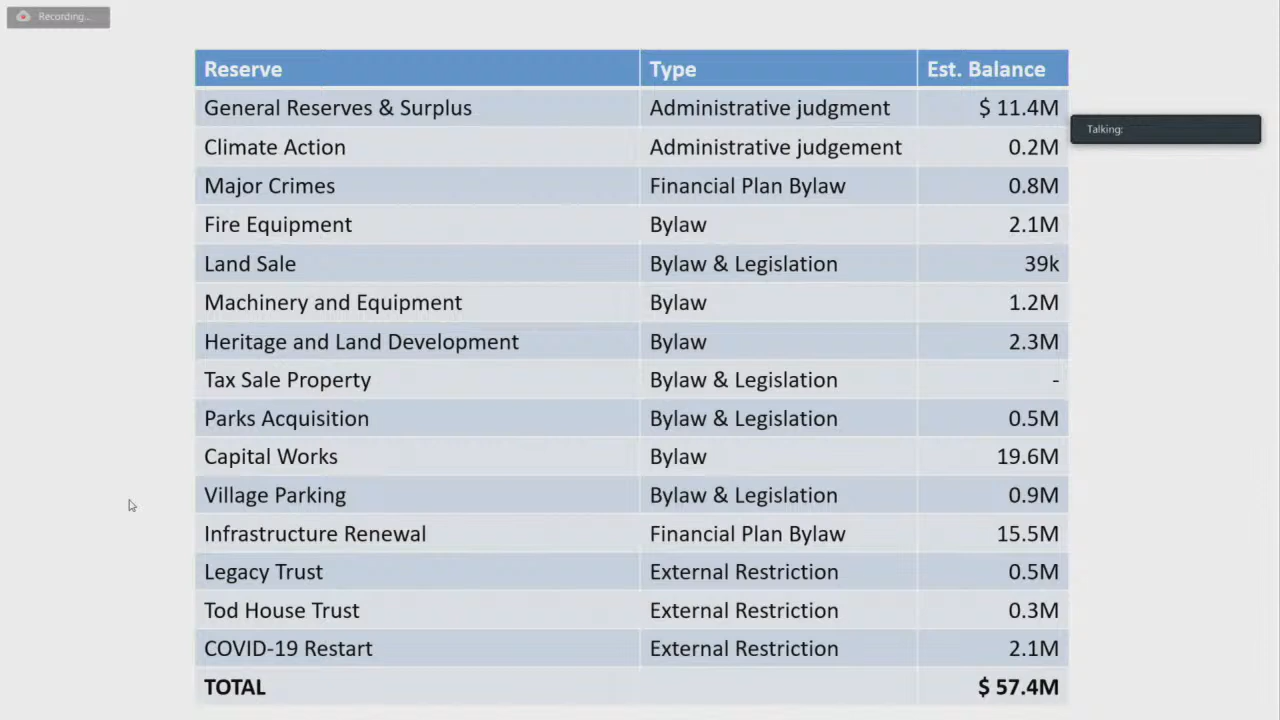 Recording...
Reserve Type Est. Balance
General Reserves & Surplus Administrative judgment $ 11.4M
Talking:
Climate Action Administrative judgement 0.2M
Major Crimes Financial Plan Bylaw 0.8M
Fire Equipment Bylaw 2.1M
Land Sale Bylaw & Legislation 39k
Machinery and Equipment Bylaw 1.2M
Heritage and Land Development Bylaw 2.3M
Tax Sale Property Bylaw & Legislation -
Parks Acquisition Bylaw & Legislation 0.5M
Capital Works Bylaw 19.6M
Village Parking Bylaw & Legislation 0.9M
Infrastructure Renewal Financial Plan Bylaw 15.5M
Legacy Trust External Restriction 0.5M
Tod House Trust External Restriction 0.3M
COVID-19 Restart External Restriction 2.1M
TOTAL $ 57.4M